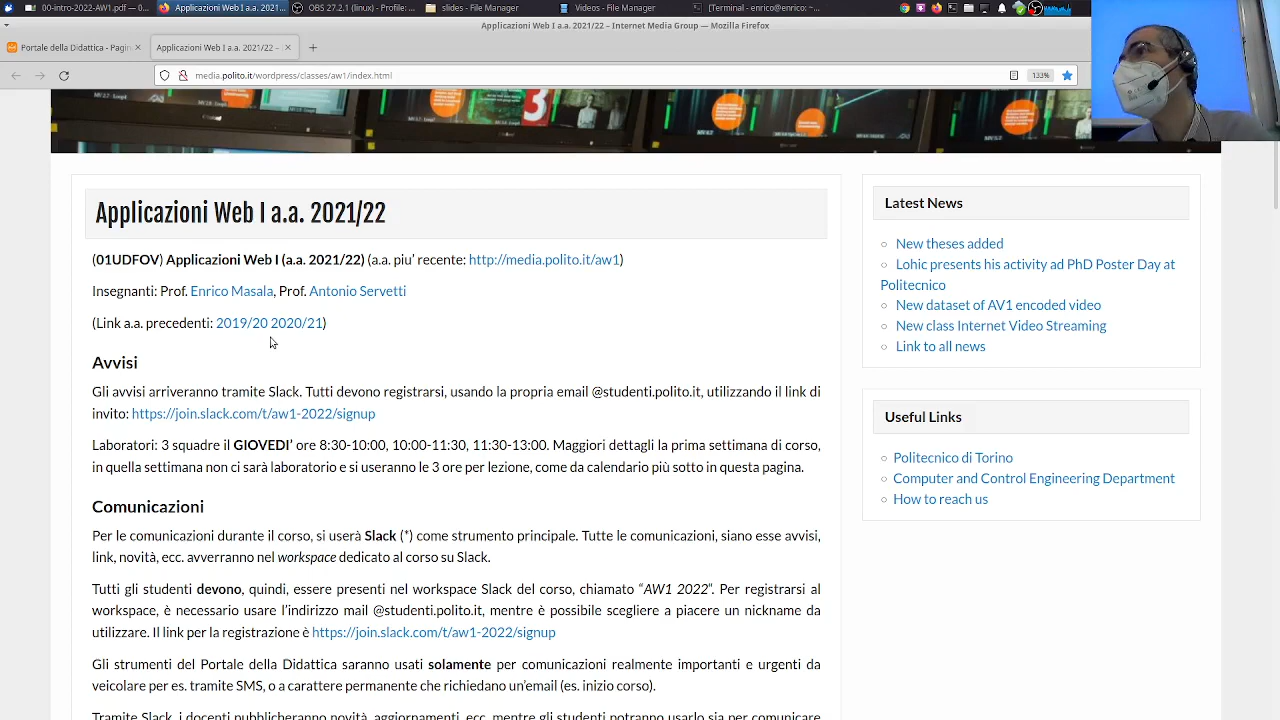 00-intro-2022-AW1.pdf — 0...
Applicazioni Web I a.a. 2021/...
OBS 27.2.1 (linux) - Profile: ...
slides - File Manager
Videos - File Manager
[Terminal - enrico@enrico: ~...
Applicazioni Web I a.a. 2021/22 – Internet Media Group — Mozilla Firefox
Portale della Didattica - Pagin
Applicazioni Web I a.a. 2021/22 –
media.polito.it/wordpress/classes/aw1/index.html
133%
3
Applicazioni Web I a.a. 2021/22
(01UDFOV) Applicazioni Web I (a.a. 2021/22) (a.a. piu' recente: http://media.polito.it/aw1)
Insegnanti: Prof. Enrico Masala, Prof. Antonio Servetti
(Link a.a. precedenti: 2019/20 2020/21)
Avvisi
Gli avvisi arriveranno tramite Slack. Tutti devono registrarsi, usando la propria email @studenti.polito.it, utilizzando il link di
invito: https://join.slack.com/t/aw1-2022/signup
Laboratori: 3 squadre il GIOVEDI' ore 8:30-10:00, 10:00-11:30, 11:30-13:00. Maggiori dettagli la prima settimana di corso,
in quella settimana non ci sarà laboratorio e si useranno le 3 ore per lezione, come da calendario più sotto in questa pagina.
Comunicazioni
Per le comunicazioni durante il corso, si userà Slack (*) come strumento principale. Tutte le comunicazioni, siano esse avvisi,
link, novità, ecc. avverranno nel workspace dedicato al corso su Slack.
Tutti gli studenti devono, quindi, essere presenti nel workspace Slack del corso, chiamato “AW1 2022“. Per registrarsi al
workspace, è necessario usare l'indirizzo mail @studenti.polito.it, mentre è possibile scegliere a piacere un nickname da
utilizzare. Il link per la registrazione è https://join.slack.com/t/aw1-2022/signup
Gli strumenti del Portale della Didattica saranno usati solamente per comunicazioni realmente importanti e urgenti da
veicolare per es. tramite SMS, o a carattere permanente che richiedano un'email (es. inizio corso).
Tramite Slack, i docenti pubblicheranno novità, aggiornamenti, ecc. mentre gli studenti potranno usarlo sia per comunicare
Latest News
New theses added
Lohic presents his activity ad PhD Poster Day at
Politecnico
New dataset of AV1 encoded video
New class Internet Video Streaming
Link to all news
Useful Links
Politecnico di Torino
Computer and Control Engineering Department
How to reach us